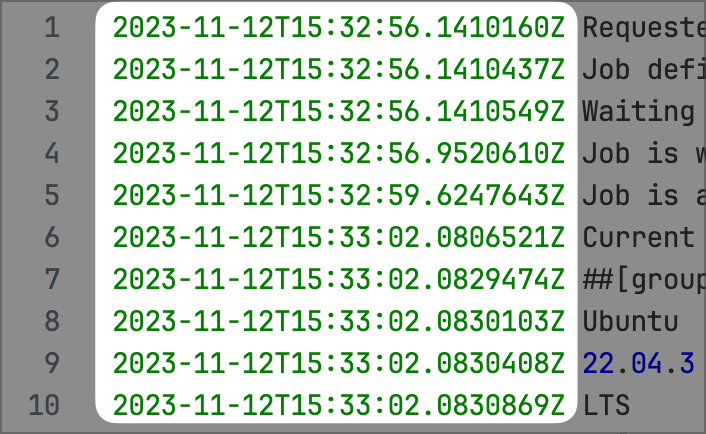 1 2023-11-12T15:32:56.1410160Z Requeste
2 2023-11-12T15:32:56.1410437Z Job defi
3 2023-11-12T15:32:56.1410549Z Waiting
4 2023-11-12T15:32:56.9520610Z Job is w
5 2023-11-12T15:32:59.6247643Z Job is a
6 2023-11-12T15:33:02.0806521Z Current
7 2023-11-12T15:33:02.0829474Z ##[group
8 2023-11-12T15:33:02.0830103Z Ubuntu
9 2023-11-12T15:33:02.0830408Z 22.04.3
10 2023-11-12T15:33:02.0830869Z LTS